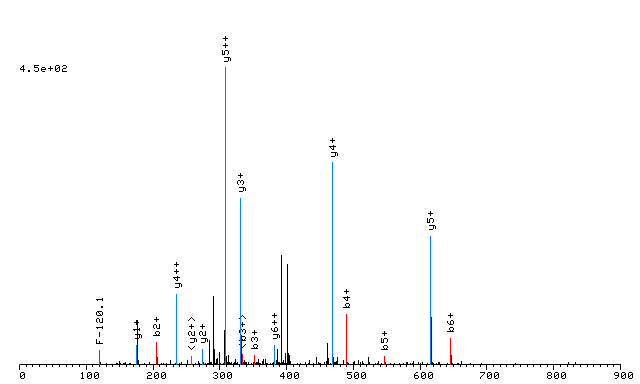 4.5e+02
F-120.1
y1+
b2+
y4++
<y2+>
y2+
y5++
y3+
<b3+>
b3+
y6++
y4+
b4+
b5+
y5+
b6+
0 100 200 300 400 500 600 700 800 900